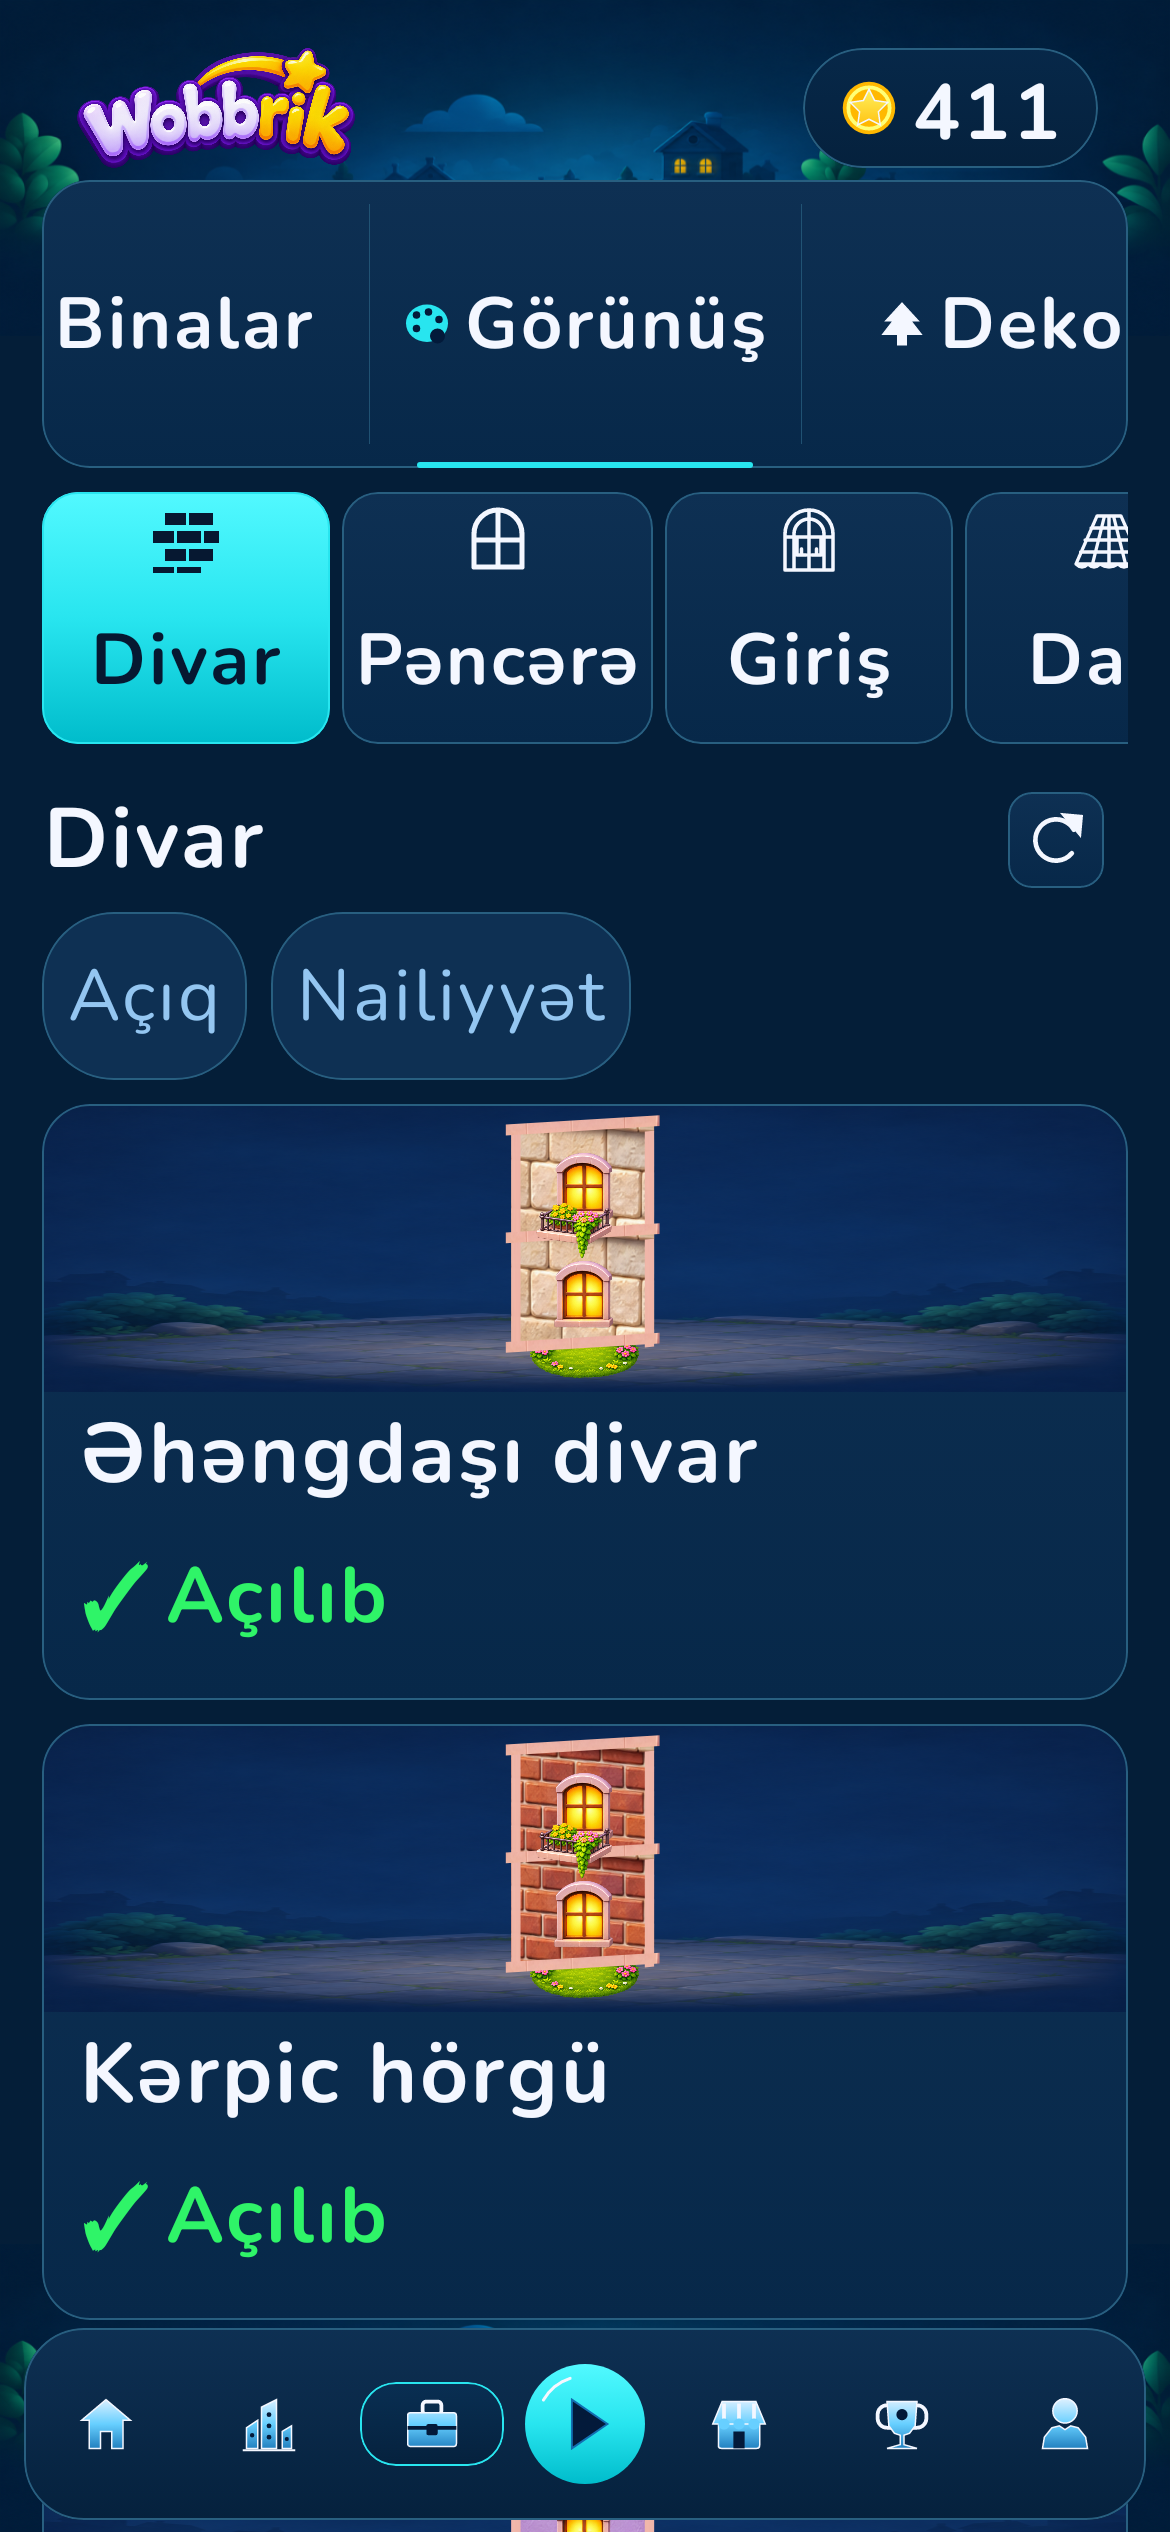 Wobbrik
411
Binalar
Görünüş
Deko
Divar
Pəncərə
Giriş
Da
Divar
Açıq
Nailiyyət
Əhəngdaşı divar
Açılıb
Kərpic hörgü
Açılıb